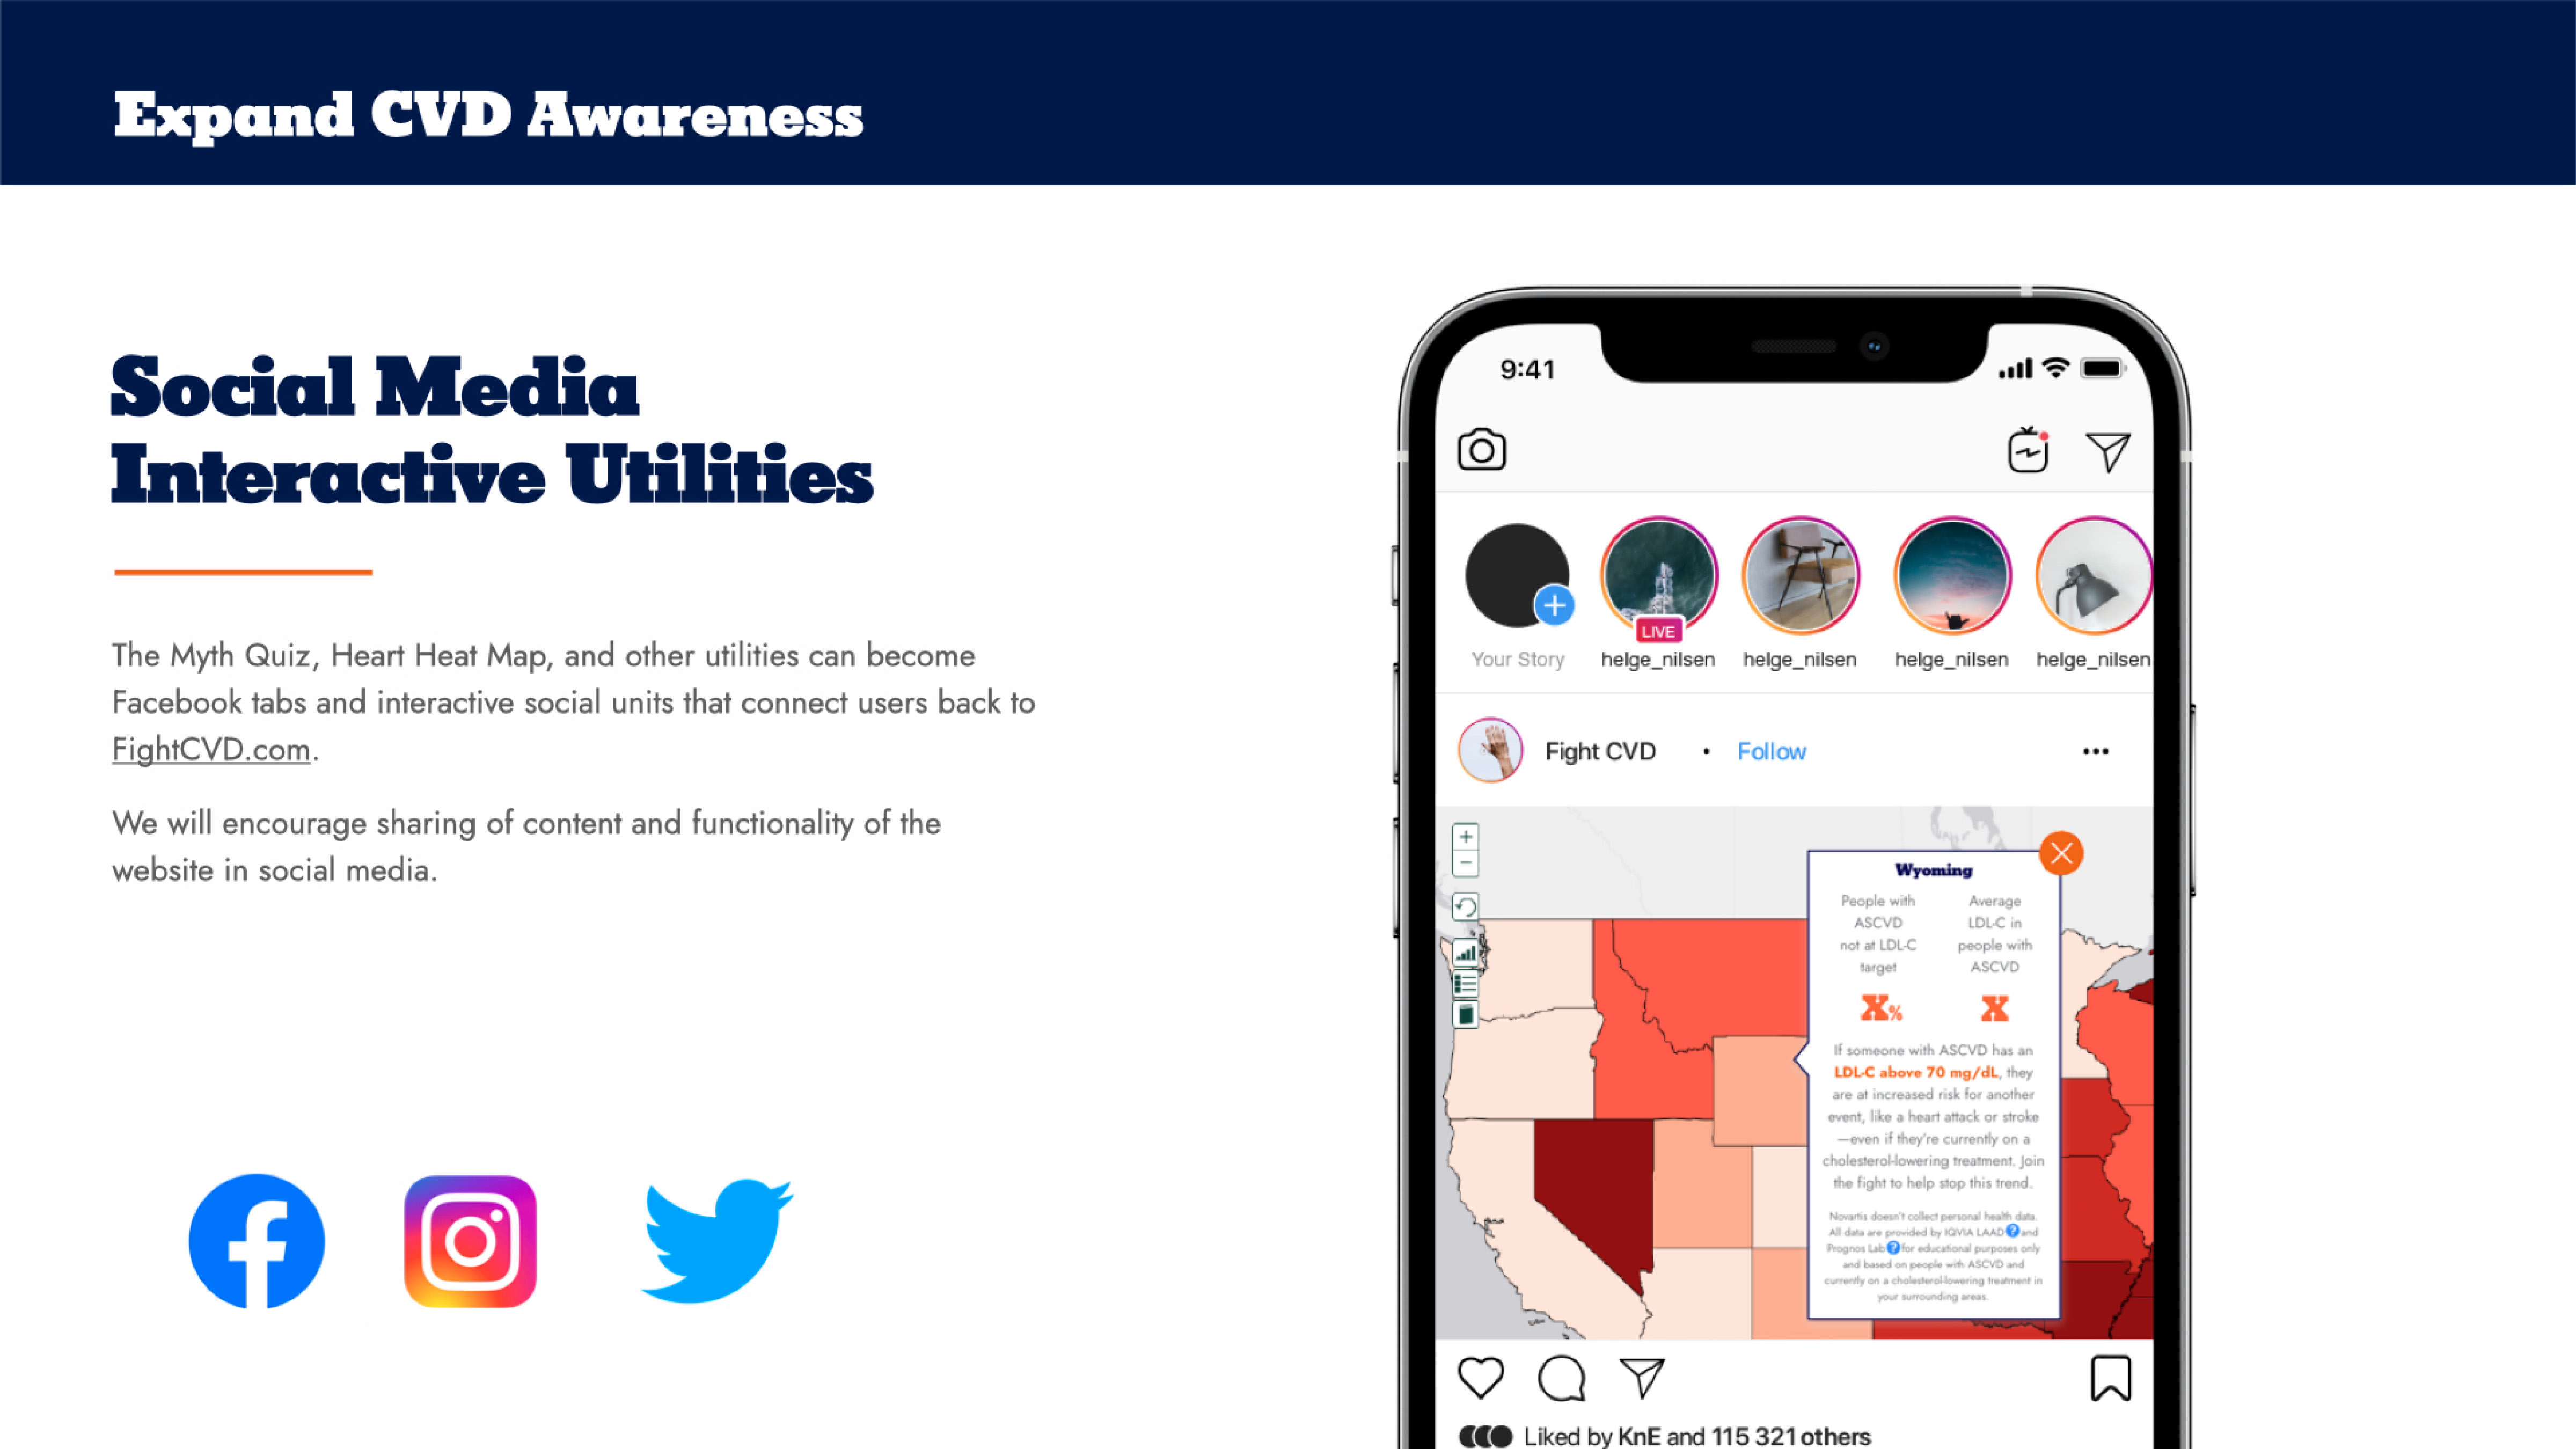 Expand CVD Awareness
Social Media
Interactive Utilities
The Myth Quiz, Heart Heat Map, and other utilities can become
Facebook tabs and interactive social units that connect users back to
FightCVD.com.
We will encourage sharing of content and functionality of the
website in social media.
9:41
LIVE
Your Story helge_nilsen helge_nilsen helge_nilsen helge_nilsen
Fight CVD • Follow
Wyoming
People with
ASCVD
not at LDL-C
target
X%
Average
LDL-C in
people with
ASCVD
X
If someone with ASCVD has an
LDL-C above 70 mg/dL, they
are at increased risk for another
event, like a heart attack or stroke
—even if they're currently on a
cholesterol-lowering treatment. Join
the fight to help stop this trend.
Novartis doesn't collect personal health data.
All data are provided by IQVIA LAAD ? and
Prognos Lab ? for educational purposes only
and based on people with ASCVD and
currently on a cholesterol-lowering treatment in
your surrounding areas.
Liked by KnE and 115 321 others